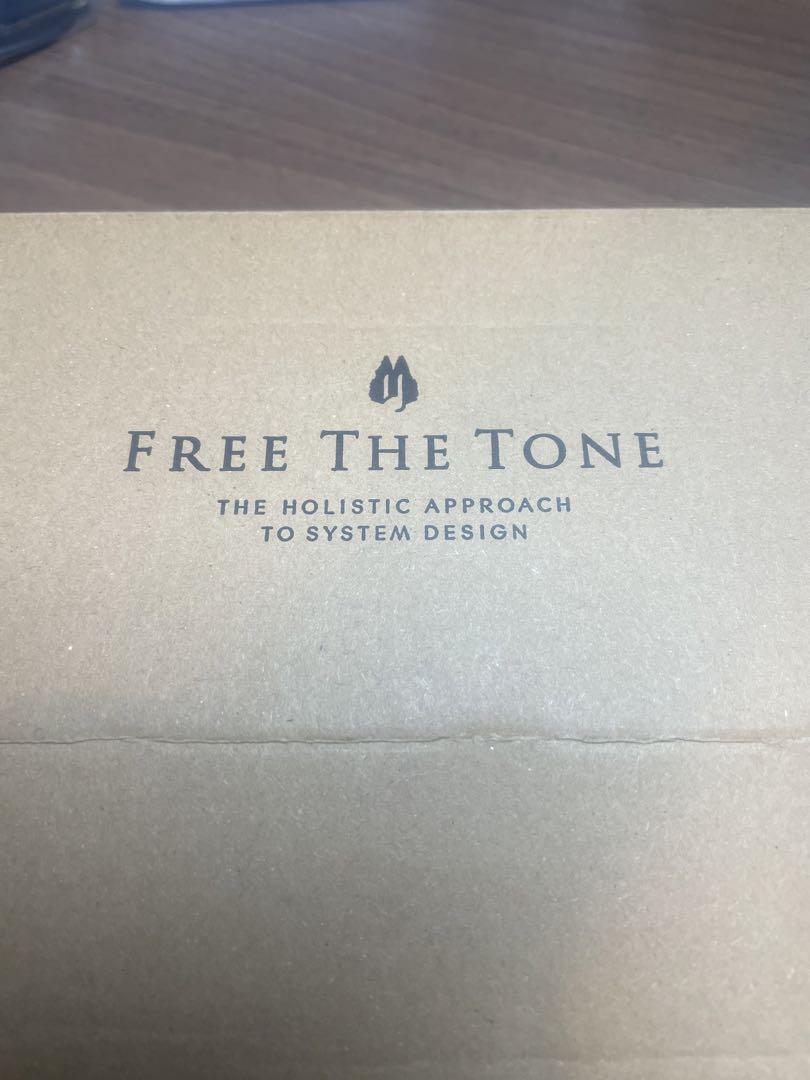 FREE THE TONE
THE HOLISTIC APPROACH
TO SYSTEM DESIGN